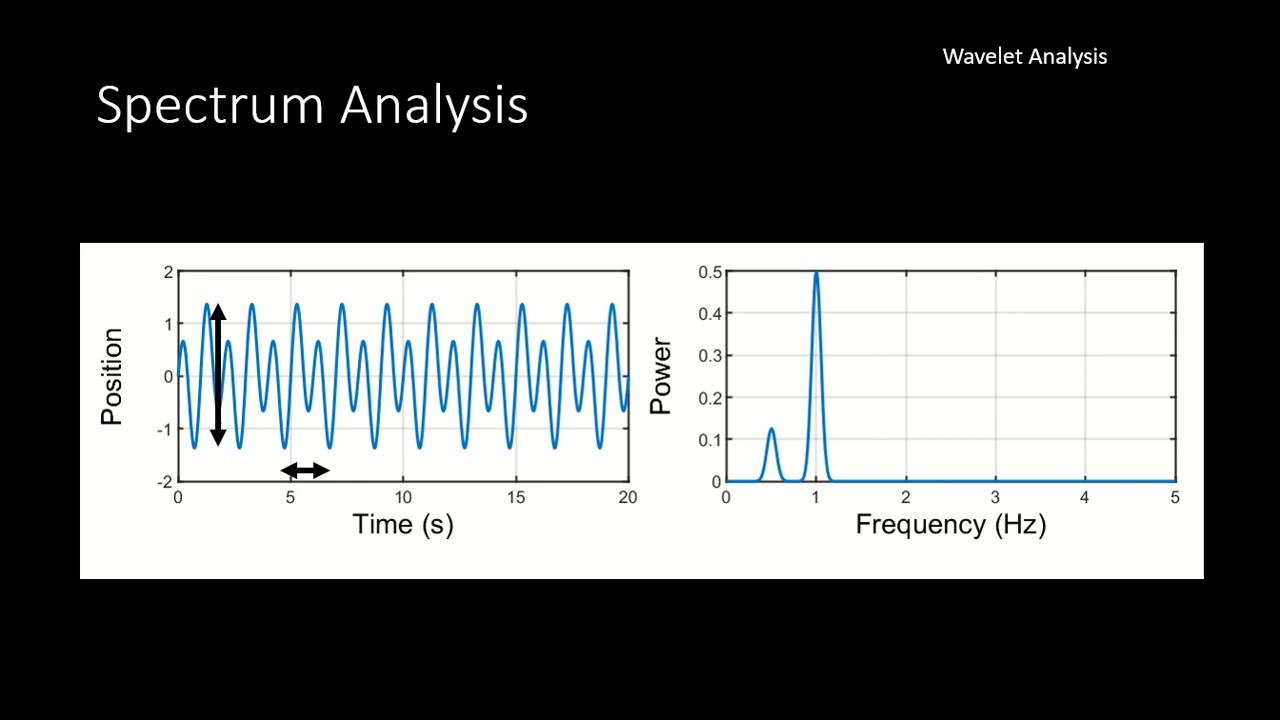 Wavelet Analysis
Spectrum Analysis
Position
2
1
0
-1
-2
0 5 10 15 20
Time (s)
Power
0.5
0.4
0.3
0.2
0.1
0
0 1 2 3 4 5
Frequency (Hz)